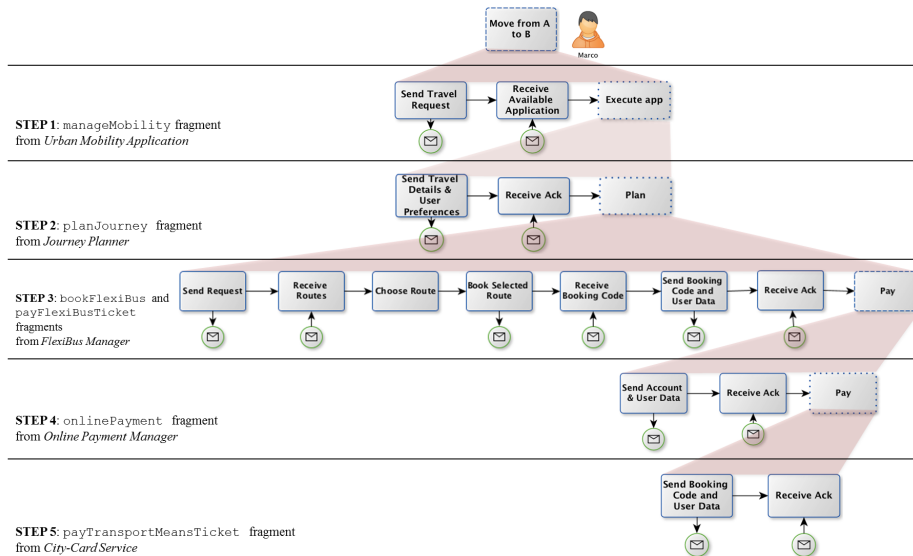 Move from A
to B
Marco
Send Travel
Request
Receive
Available
Application
Execute app
STEP 1: manageMobility fragment
from Urban Mobility Application
Send Travel
Details &
User
Preferences
Receive Ack
Plan
STEP 2: planJourney fragment
from Journey Planner
Send Request
Receive
Routes
Choose Route
Book Selected
Route
Receive
Booking Code
Send Booking
Code and
User Data
Receive Ack
Pay
STEP 3: bookFlexiBus and
payFlexiBusTicket
fragments
from FlexiBus Manager
Send Account
& User Data
Receive Ack
Pay
STEP 4: onlinePayment fragment
from Online Payment Manager
Send Booking
Code and
User Data
Receive Ack
STEP 5: payTransportMeansTicket fragment
from City-Card Service